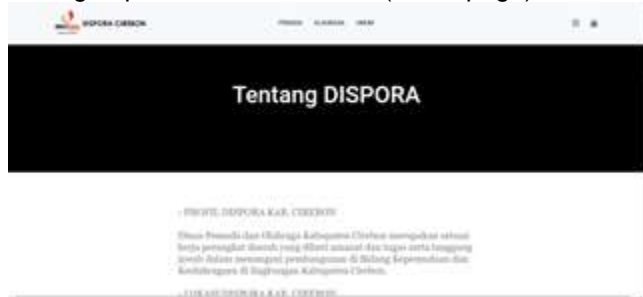 DISPORA CIREBON
Tentang DISPORA
- PROFIL DISPORA KAB. CIREBON
Dinas Pemuda dan Olahraga Kabupaten Cirebon merupakan satuan
kerja perangkat daerah yang diberi amanat dan tugas serta tanggung
jawab dalam menangani pembangunan di Bidang Kepemudaan dan
Keolahragaan di lingkungan Kabupaten Cirebon.
- LOKASI DISPORA KAB. CIREBON